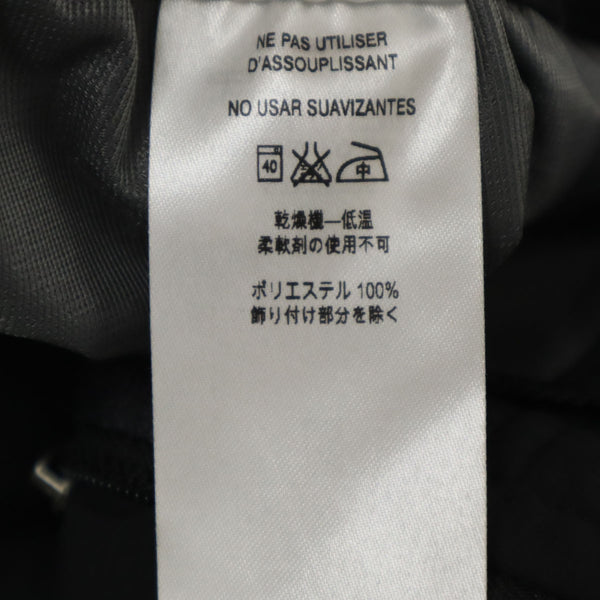 NE PAS UTILISER
D'ASSOUPLISSANT
NO USAR SUAVIZANTES
40 中
乾燥機—低温
柔軟剤の使用不可
ポリエステル 100%
飾り付け部分を除く